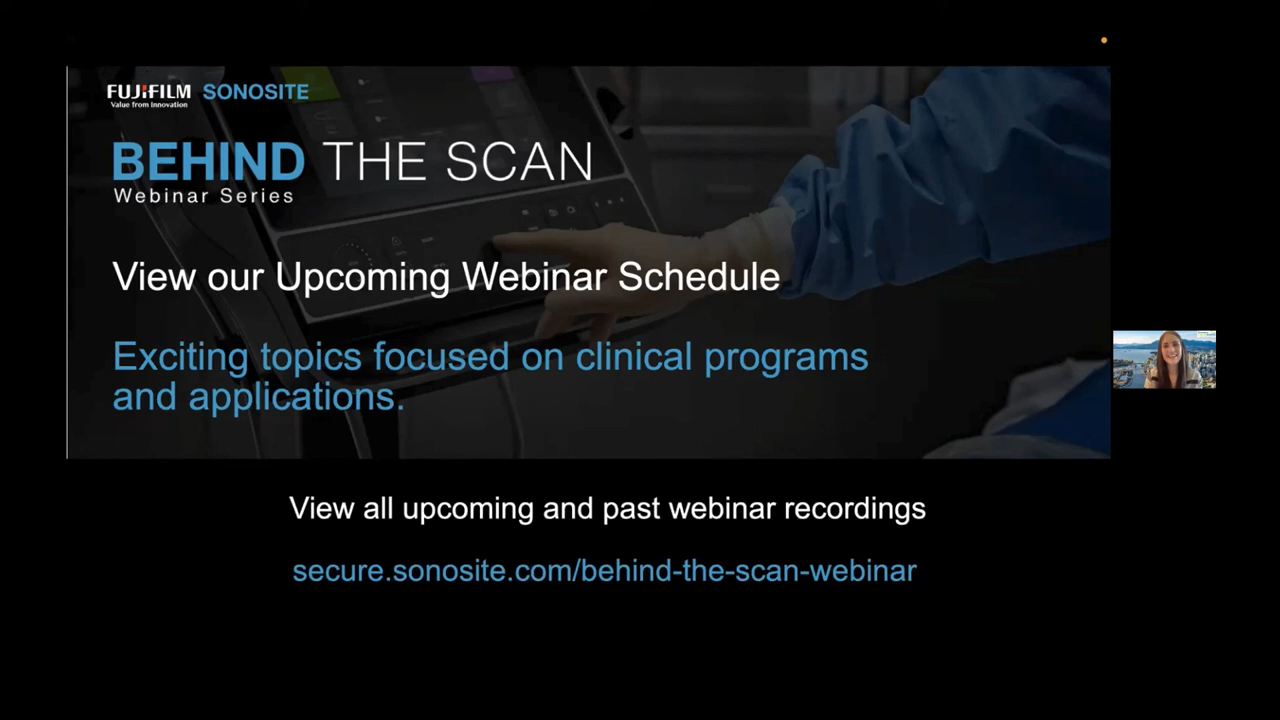 FUJIFILM SONOSITE
Value from Innovation
BEHIND THE SCAN
Webinar Series
View our Upcoming Webinar Schedule
Exciting topics focused on clinical programs
and applications.
View all upcoming and past webinar recordings
secure.sonosite.com/behind-the-scan-webinar